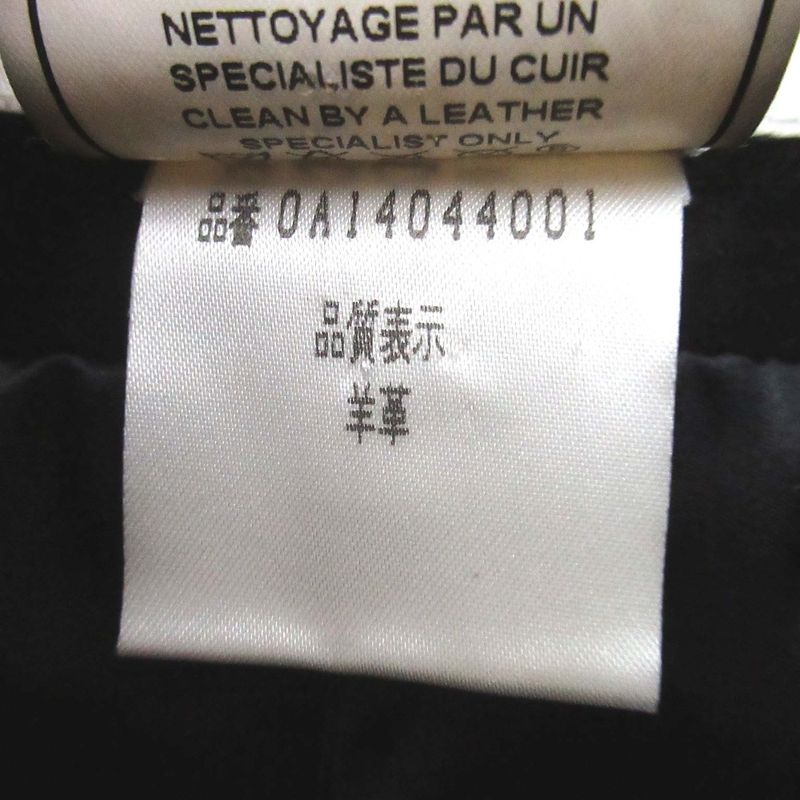 NETTOYAGE PAR UN
SPECIALISTE DU CUIR
CLEAN BY A LEATHER
SPECIALIST ONLY
品番 0A14044001
品質表示
羊革